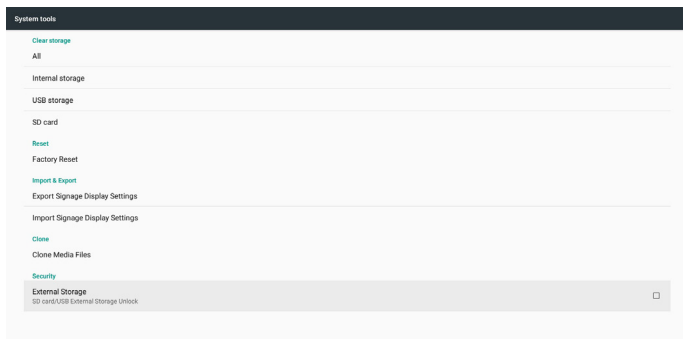 System tools
Clear storage
All
Internal storage
USB storage
SD card
Reset
Factory Reset
Import & Export
Export Signage Display Settings
Import Signage Display Settings
Clone
Clone Media Files
Security
External Storage
SD card/USB External Storage Unlock